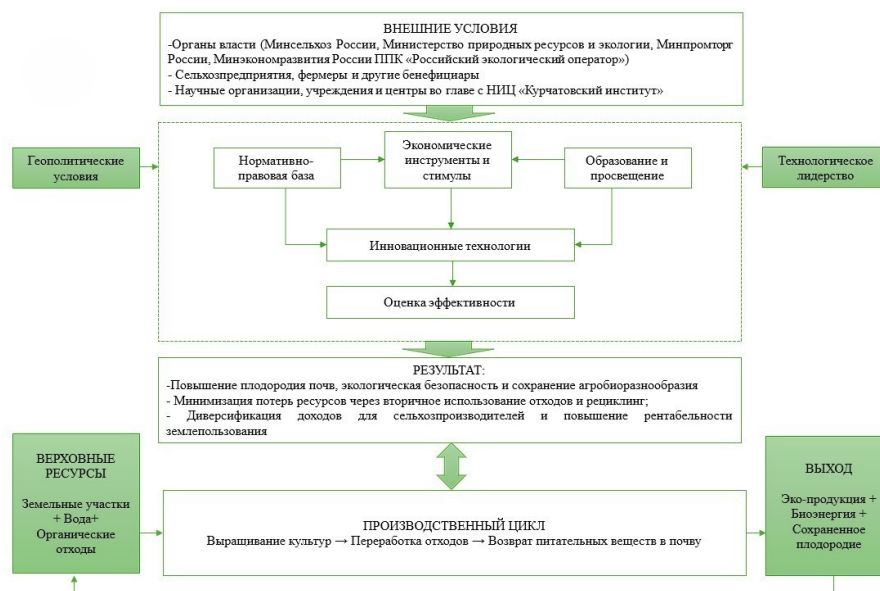 ВНЕШНИЕ УСЛОВИЯ
-Органы власти (Минсельхоз России, Министерство природных ресурсов и экологии, Минпромторг
России, Минэкономразвития России ППК «Российский экологический оператор»)
- Сельхозпредприятия, фермеры и другие бенефициары
- Научные организации, учреждения и центры во главе с НИЦ «Курчатовский институт»
Геополитические
условия
Нормативно-
правовая база
Экономические
инструменты и
стимулы
Образование и
просвещение
Технологическое
лидерство
Инновационные технологии
Оценка эффективности
РЕЗУЛЬТАТ:
-Повышение плодородия почв, экологическая безопасность и сохранение агробиоразнообразия
- Минимизация потерь ресурсов через вторичное использование отходов и рециклинг;
- Диверсификация доходов для сельхозпроизводителей и повышение рентабельности
землепользования
ВЕРХОВНЫЕ
РЕСУРСЫ
Земельные участки
+ Вода+
Органические
отходы
ПРОИЗВОДСТВЕННЫЙ ЦИКЛ
Выращивание культур → Переработка отходов → Возврат питательных веществ в почву
ВЫХОД
Эко-продукция +
Биоэнергия +
Сохраненное
плодородие